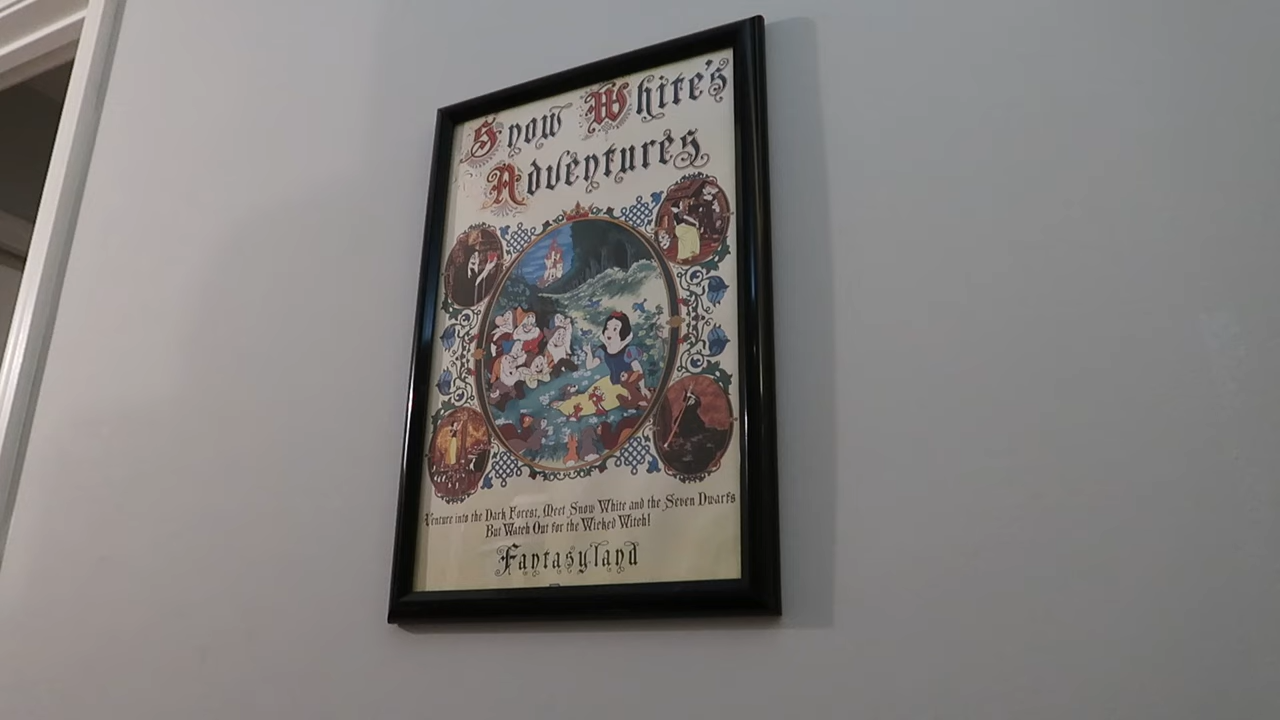 Snow White's
Adventures
Venture into the Dark Forest, Meet Snow White and the Seven Dwarfs
But Watch Out for the Wicked Witch!
Fantasyland